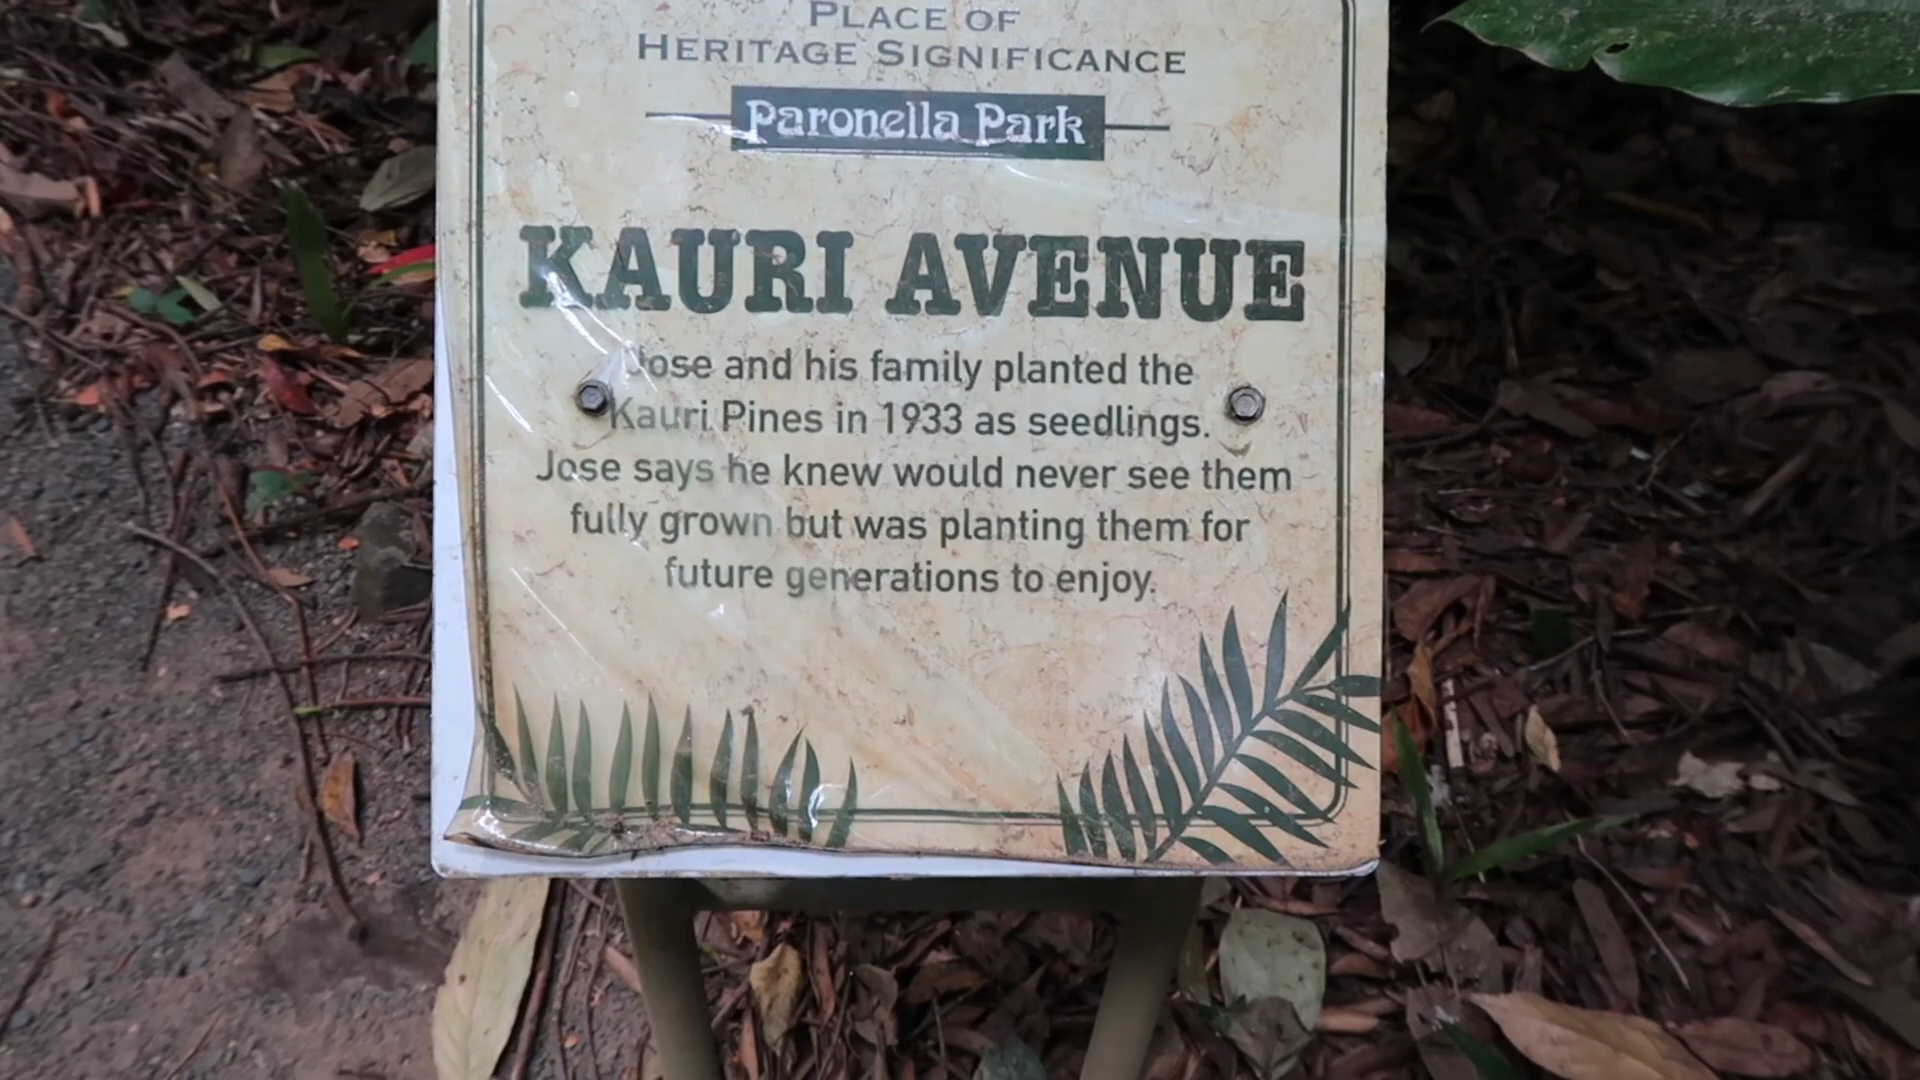 PLACE OF
HERITAGE SIGNIFICANCE
Paronella Park
KAURI AVENUE
Jose and his family planted the
Kauri Pines in 1933 as seedlings.
Jose says he knew would never see them
fully grown but was planting them for
future generations to enjoy.